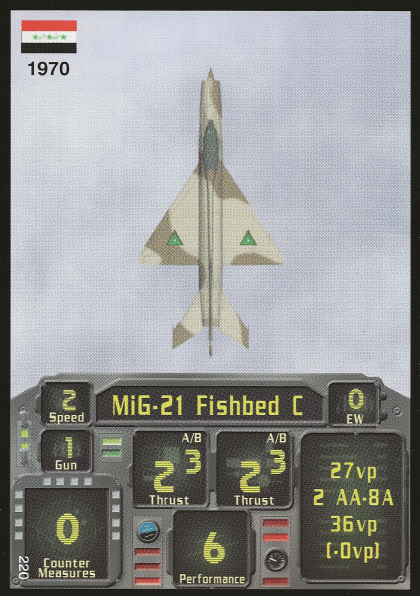 1970
2
Speed
MiG-21 Fishbed C
0
EW
1
Gun
A/B
2 3
Thrust
A/B
2 3
Thrust
27vp
2 AA-8A
36vp
(-0vp)
0
Counter
Measures
6
Performance
220